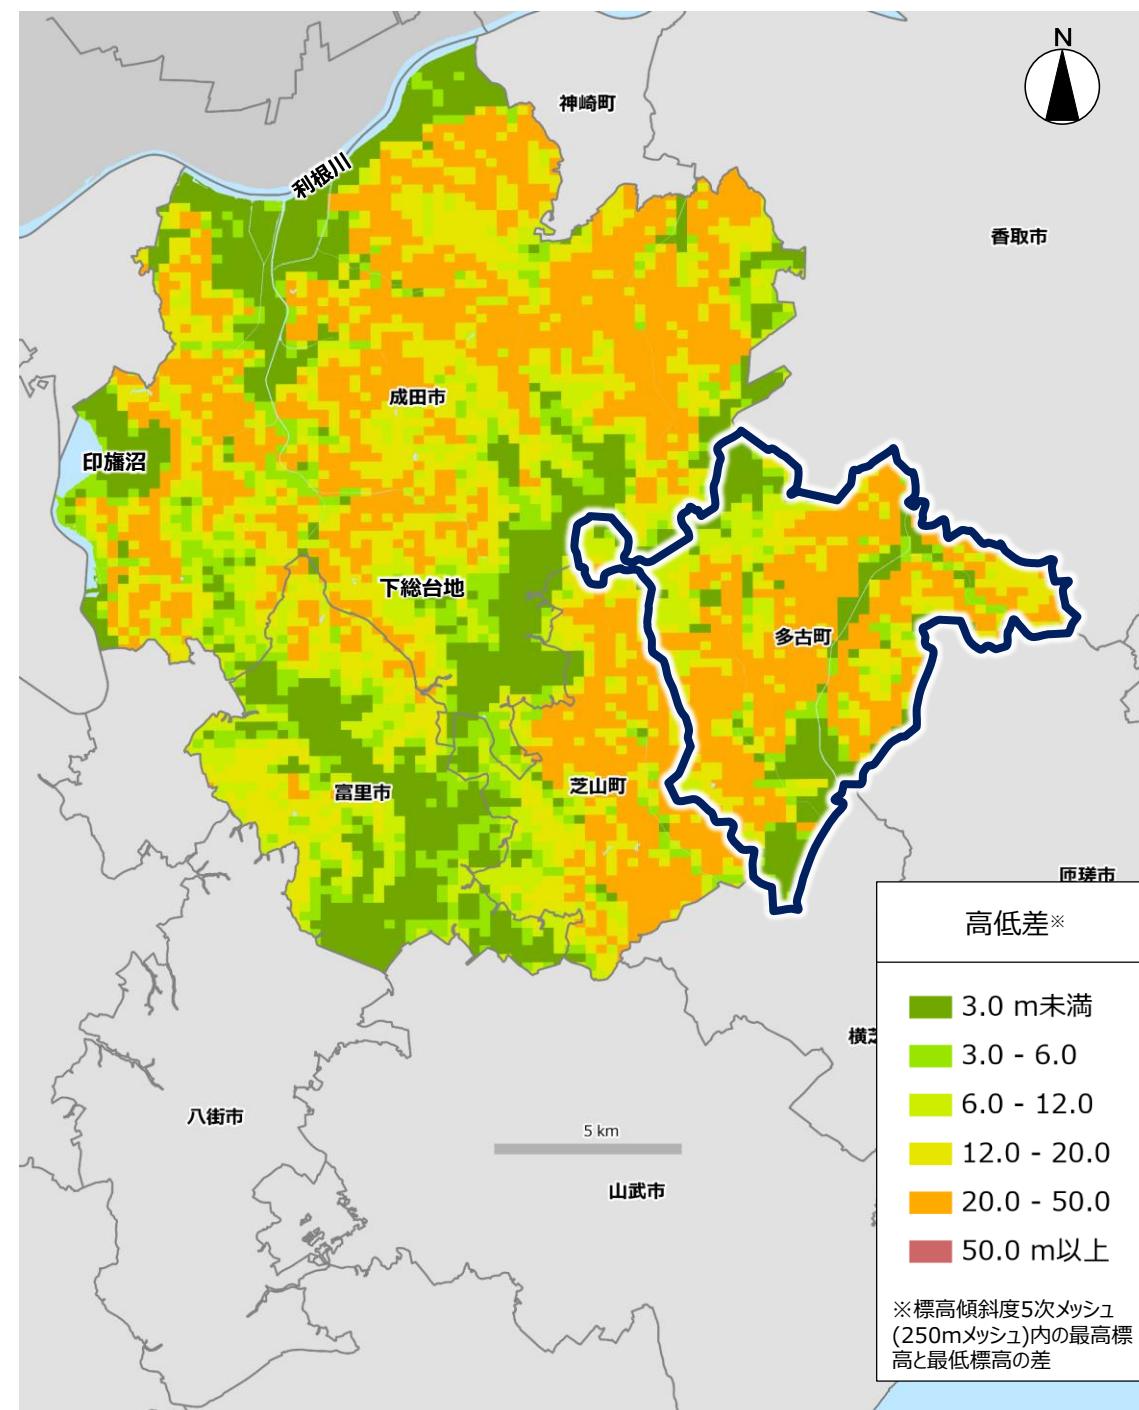 N
神崎町
利根川
香取市
成田市
印旛沼
下総台地
多古町
芝山町
富里市
匝瑳市
高低差※
3.0 m未満
3.0 - 6.0
6.0 - 12.0
12.0 - 20.0
20.0 - 50.0
50.0 m以上
※標高傾斜度5次メッシュ
(250mメッシュ)内の最高標
高と最低標高の差
横芝
八街市
5 km
山武市